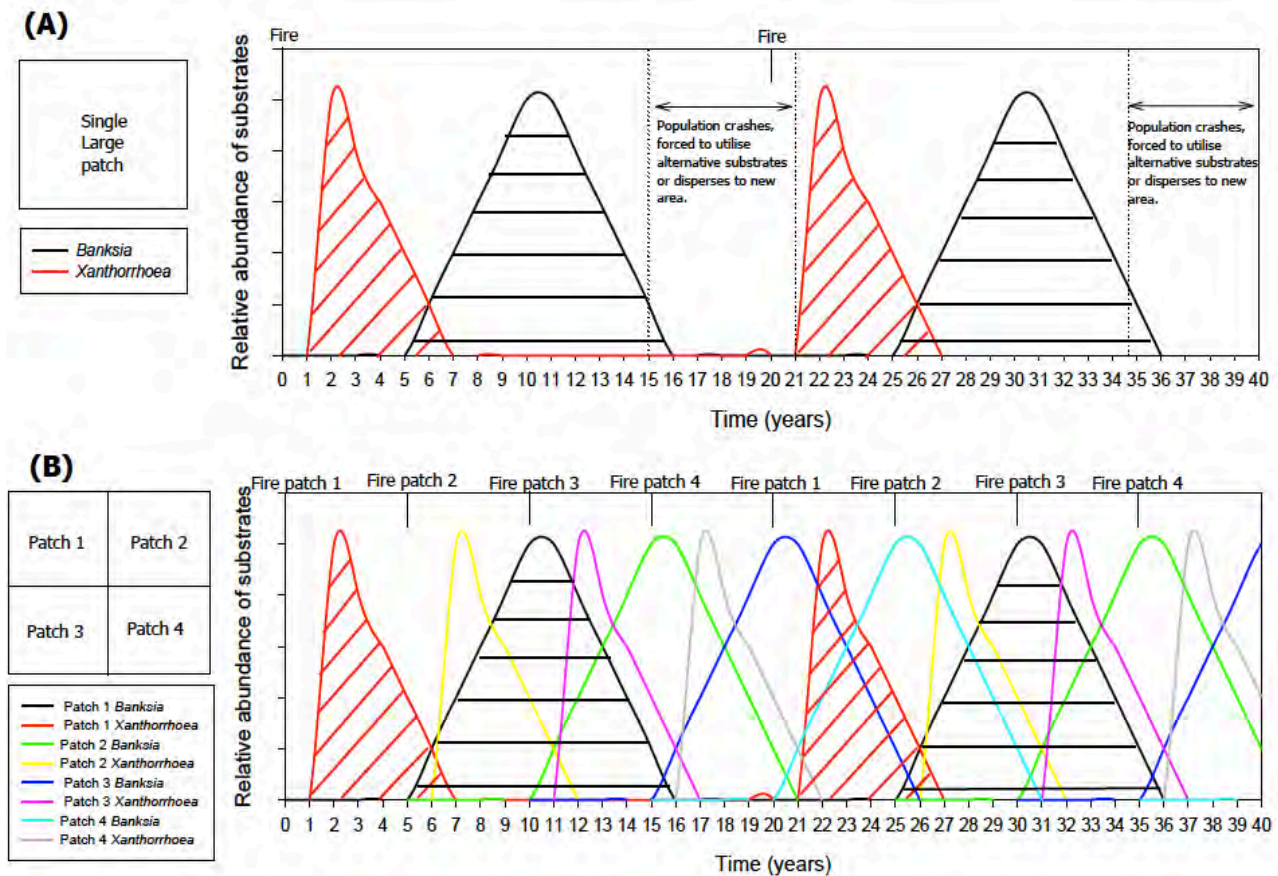 (A)
Fire
Fire
Single
Large
patch
Banksia
Xanthorrhoea
Relative abundance of substrates
Population crashes,
forced to utilise
alternative substrates
or disperses to new
area.
Population crashes,
forced to utilise
alternative substrates
or disperses to new
area.
0 1 2 3 4 5 6 7 8 9 10 11 12 13 14 15 16 17 18 19 20 21 22 23 24 25 26 27 28 29 30 31 32 33 34 35 36 37 38 39 40
Time (years)
(B)
Fire patch 1 Fire patch 2 Fire patch 3 Fire patch 4 Fire patch 1 Fire patch 2 Fire patch 3 Fire patch 4
Patch 1 Patch 2
Patch 3 Patch 4
Patch 1 Banksia
Patch 1 Xanthorrhoea
Patch 2 Banksia
Patch 2 Xanthorrhoea
Patch 3 Banksia
Patch 3 Xanthorrhoea
Patch 4 Banksia
Patch 4 Xanthorrhoea
Relative abundance of substrates
0 1 2 3 4 5 6 7 8 9 10 11 12 13 14 15 16 17 18 19 20 21 22 23 24 25 26 27 28 29 30 31 32 33 34 35 36 37 38 39 40
Time (years)